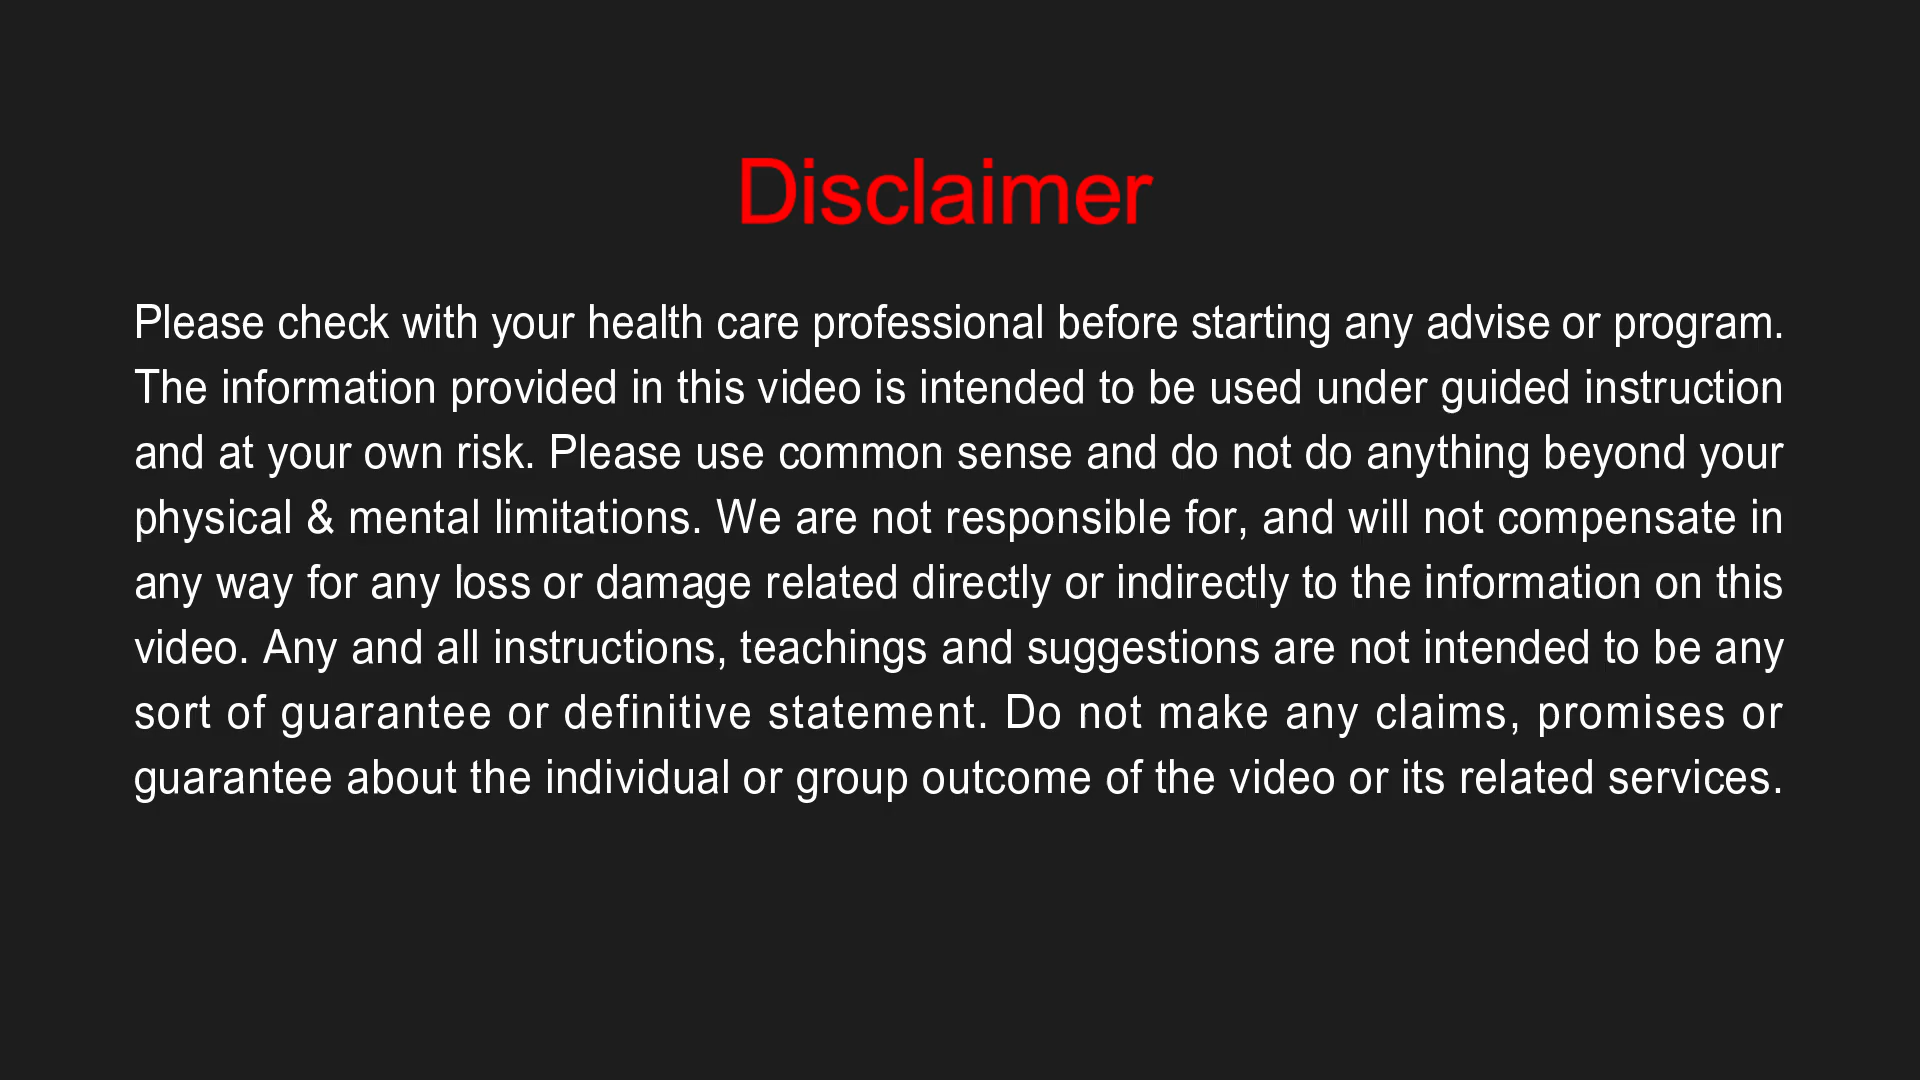 Disclaimer
Please check with your health care professional before starting any advise or program.
The information provided in this video is intended to be used under guided instruction
and at your own risk. Please use common sense and do not do anything beyond your
physical & mental limitations. We are not responsible for, and will not compensate in
any way for any loss or damage related directly or indirectly to the information on this
video. Any and all instructions, teachings and suggestions are not intended to be any
sort of guarantee or definitive statement. Do not make any claims, promises or
guarantee about the individual or group outcome of the video or its related services.